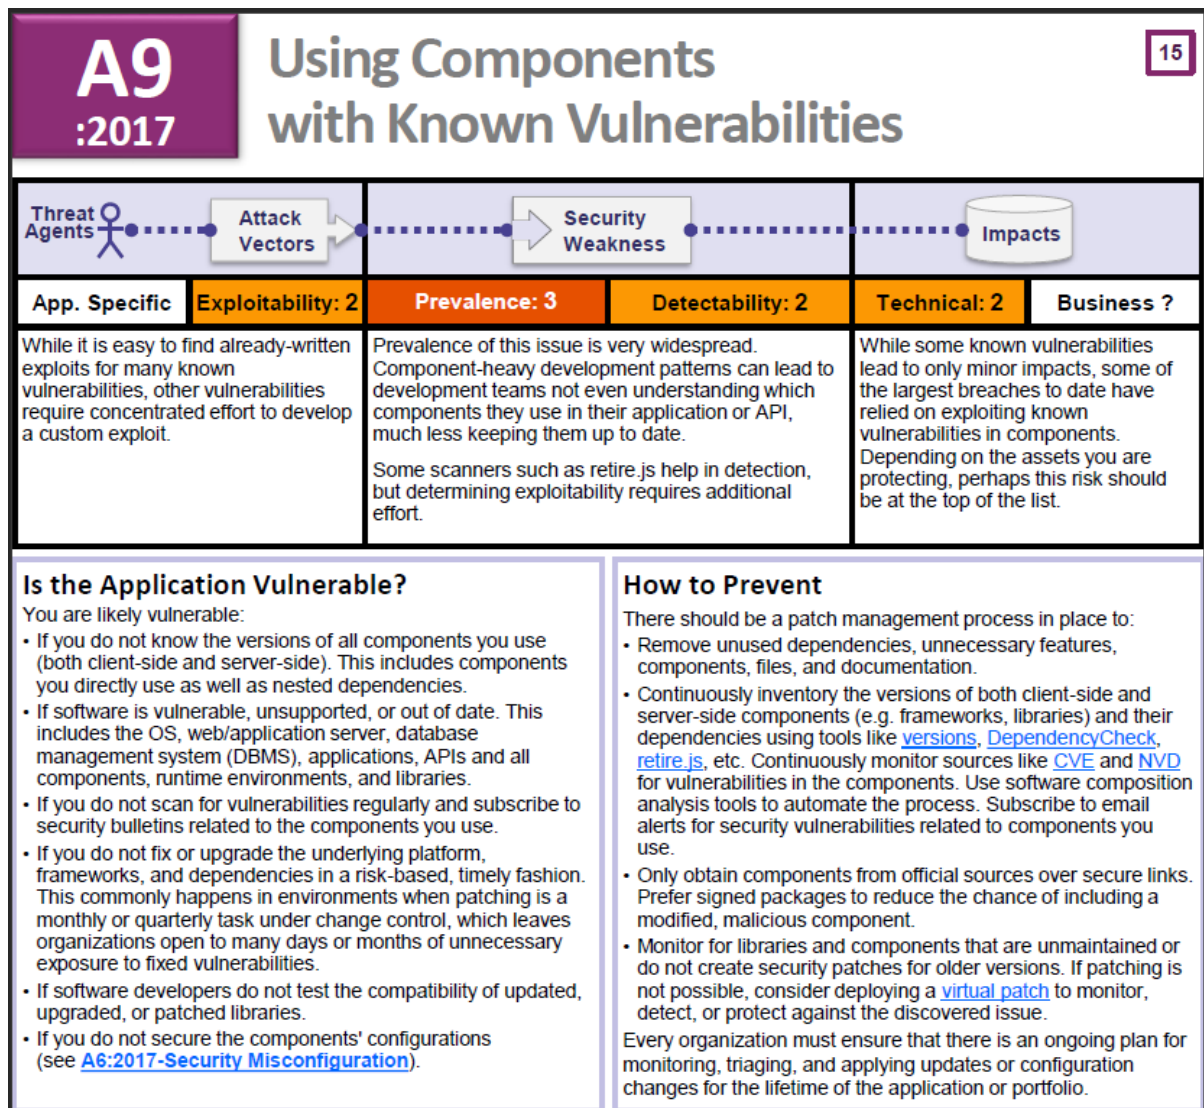 A9
:2017
Using Components
with Known Vulnerabilities
15
Threat
Agents
Attack
Vectors
Security
Weakness
Impacts
App. Specific
Exploitability: 2
Prevalence: 3
Detectability: 2
Technical: 2
Business ?
While it is easy to find already-written
exploits for many known
vulnerabilities, other vulnerabilities
require concentrated effort to develop
a custom exploit.
Prevalence of this issue is very widespread.
Component-heavy development patterns can lead to
development teams not even understanding which
components they use in their application or API,
much less keeping them up to date.
Some scanners such as retire.js help in detection,
but determining exploitability requires additional
effort.
While some known vulnerabilities
lead to only minor impacts, some of
the largest breaches to date have
relied on exploiting known
vulnerabilities in components.
Depending on the assets you are
protecting, perhaps this risk should
be at the top of the list.
Is the Application Vulnerable?
You are likely vulnerable:
• If you do not know the versions of all components you use
(both client-side and server-side). This includes components
you directly use as well as nested dependencies.
• If software is vulnerable, unsupported, or out of date. This
includes the OS, web/application server, database
management system (DBMS), applications, APIs and all
components, runtime environments, and libraries.
• If you do not scan for vulnerabilities regularly and subscribe to
security bulletins related to the components you use.
• If you do not fix or upgrade the underlying platform,
frameworks, and dependencies in a risk-based, timely fashion.
This commonly happens in environments when patching is a
monthly or quarterly task under change control, which leaves
organizations open to many days or months of unnecessary
exposure to fixed vulnerabilities.
• If software developers do not test the compatibility of updated,
upgraded, or patched libraries.
• If you do not secure the components' configurations
(see A6:2017-Security Misconfiguration).
How to Prevent
There should be a patch management process in place to:
• Remove unused dependencies, unnecessary features,
components, files, and documentation.
• Continuously inventory the versions of both client-side and
server-side components (e.g. frameworks, libraries) and their
dependencies using tools like versions, DependencyCheck,
retire.js, etc. Continuously monitor sources like CVE and NVD
for vulnerabilities in the components. Use software composition
analysis tools to automate the process. Subscribe to email
alerts for security vulnerabilities related to components you
use.
• Only obtain components from official sources over secure links.
Prefer signed packages to reduce the chance of including a
modified, malicious component.
• Monitor for libraries and components that are unmaintained or
do not create security patches for older versions. If patching is
not possible, consider deploying a virtual patch to monitor,
detect, or protect against the discovered issue.
Every organization must ensure that there is an ongoing plan for
monitoring, triaging, and applying updates or configuration
changes for the lifetime of the application or portfolio.